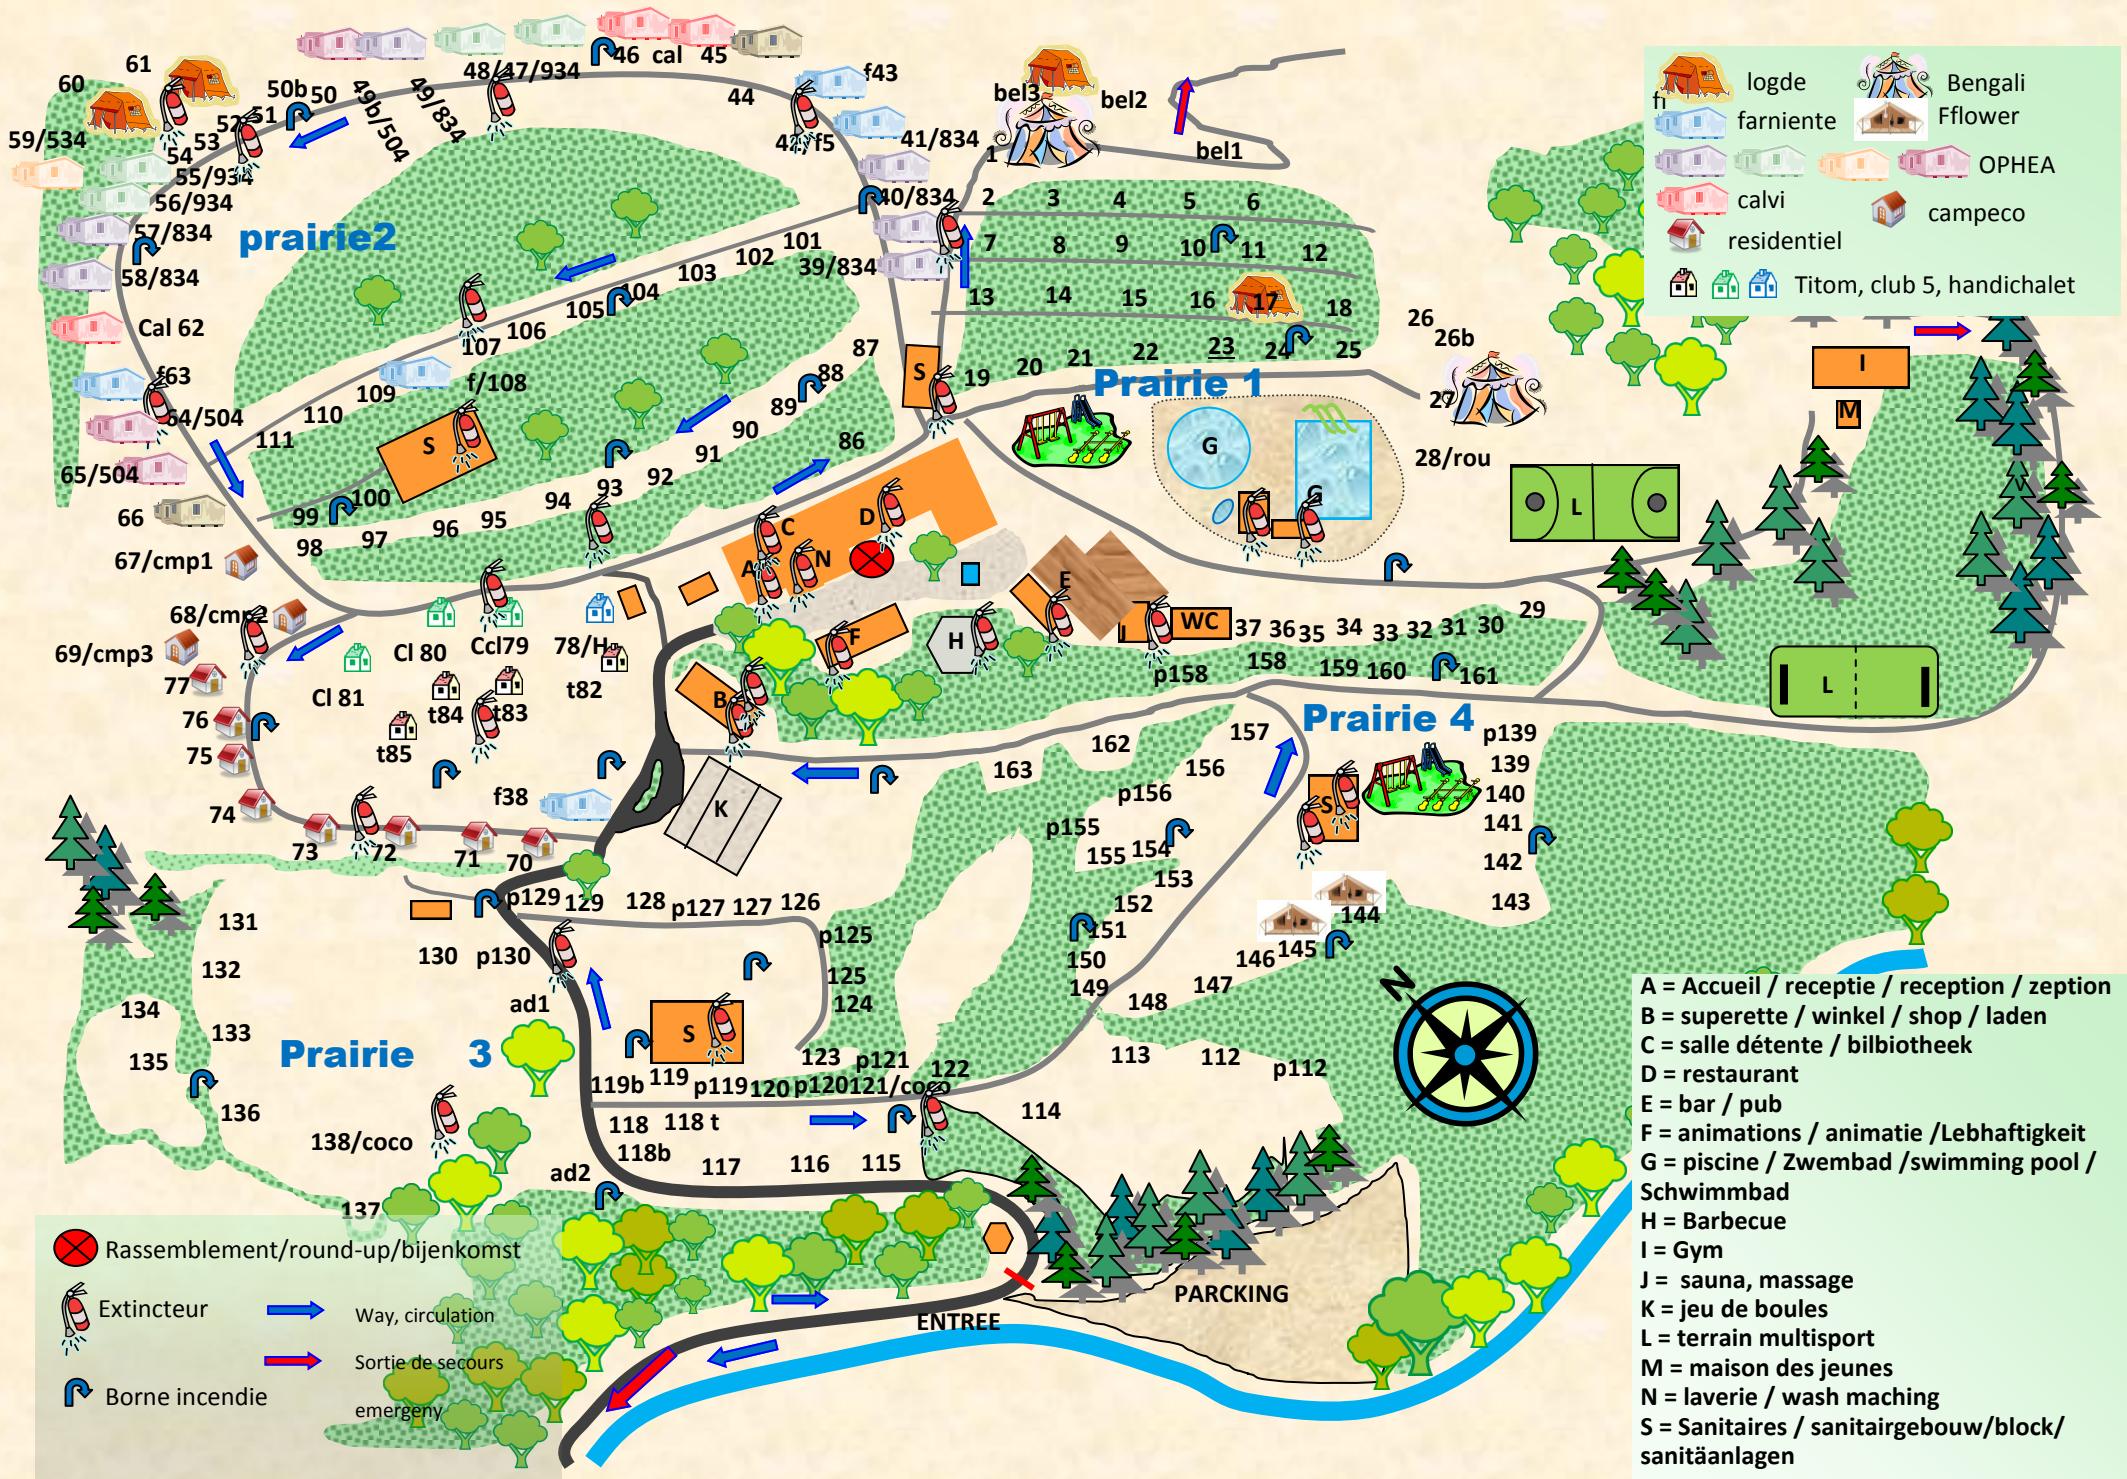 46 cal 45
48/47/934
f43
61
60
50b 50
49b/504
49/834
44
bel3
bel2
bel1
51
52
53
54
59/534
55/934
56/934
57/834
58/834
42/f5
41/834
40/834
39/834
1
2 3 4 5 6
7 8 9 10 11 12
13 14 15 16 17 18
19 20 21 22 23 24 25
26
26b
27
28/rou
prairie2
101
102
103
104
105
106
107
f/108
109
110
111
Cal 62
f63
64/504
65/504
66
67/cmp1
68/cmp2
69/cmp3
87
88
89
90
91
92
93
94
95
96
97
98
99
100
86
S
S
Prairie 1
G
G
L
I
M
C
D
N
A
E
F
H
B
J
WC
K
L
77
76
75
74
73
72
71
70
Cl 80
Ccl79
78/H
Cl 81
t82
t83
t84
t85
f38
37 36 35 34 33 32 31 30 29
p158 158 159 160 161
Prairie 4
157
162
163
156
p156
p155
155
154
153
152
151
150
149
148
147
146
145
144
p139
139
140
141
142
143
S
p129 129 128 p127 127 126
p125
125
124
130 p130
131
132
133
134
135
136
137
138/coco
ad1
ad2
Prairie 3
S
119b 119 p119 120 p120 121/coco
123 p121 122
118 118 t
118b
117 116 115
114
113 112 p112
N
PARCKING
ENTREE
logde
Bengali
fl
farniente
Fflower
OPHEA
calvi
campeco
residentiel
Titom, club 5, handichalet
A = Accueil / receptie / reception / zeption
B = superette / winkel / shop / laden
C = salle détente / bilbiotheek
D = restaurant
E = bar / pub
F = animations / animatie /Lebhaftigkeit
G = piscine / Zwembad /swimming pool /
Schwimmbad
H = Barbecue
I = Gym
J = sauna, massage
K = jeu de boules
L = terrain multisport
M = maison des jeunes
N = laverie / wash maching
S = Sanitaires / sanitairgebouw/block/
sanitäanlagen
Rassemblement/round-up/bijenkomst
Extincteur
Way, circulation
Sortie de secours
emergeny
Borne incendie